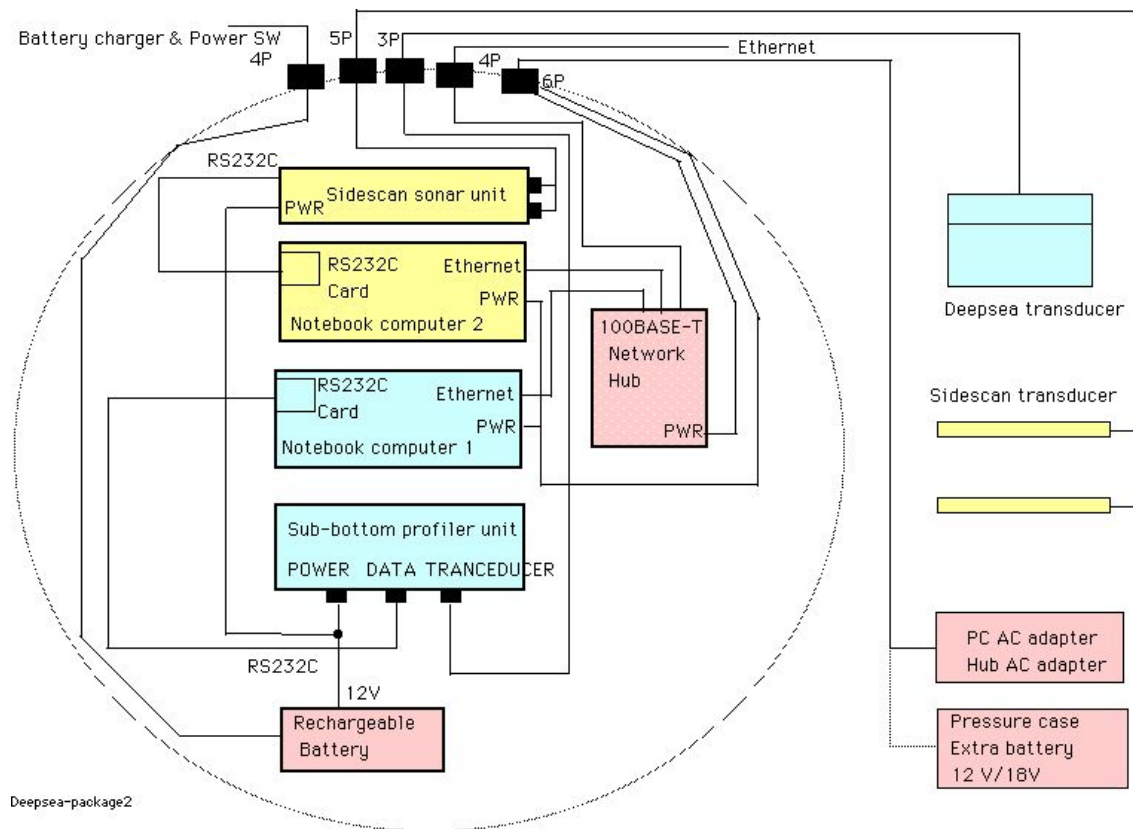 Battery charger & Power SW
4P
5P
3P
4P
6P
Ethernet
RS232C
Sidescan sonar unit
PWR
RS232C
Card
Ethernet
PWR
Notebook computer 2
100BASE-T
Network
Hub
PWR
RS232C
Card
Ethernet
PWR
Notebook computer 1
Sub-bottom profiler unit
POWER DATA TRANCEDUCER
RS232C
12V
Rechargeable
Battery
Deepsea transducer
Sidescan transducer
PC AC adapter
Hub AC adapter
Pressure case
Extra battery
12 V/18V
Deepsea-package2